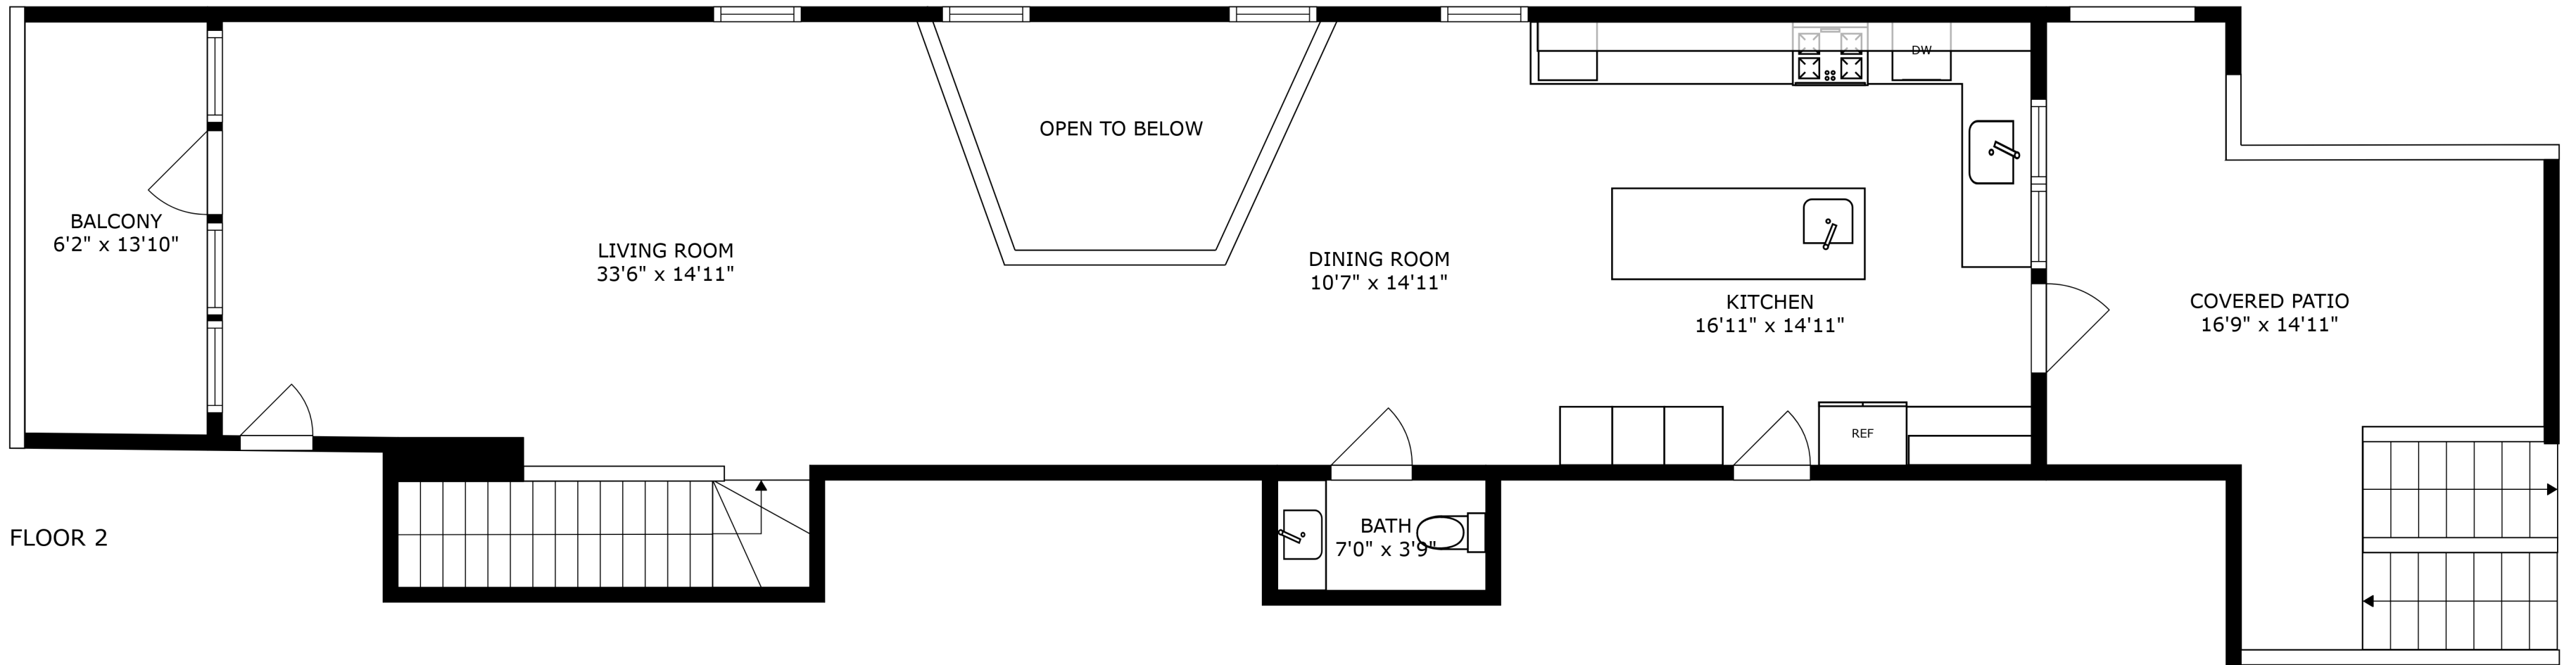 DW
OPEN TO BELOW
BALCONY
6'2" x 13'10"
LIVING ROOM
33'6" x 14'11"
DINING ROOM
10'7" x 14'11"
KITCHEN
16'11" x 14'11"
COVERED PATIO
16'9" x 14'11"
REF
BATH
7'0" x 3'9"
FLOOR 2